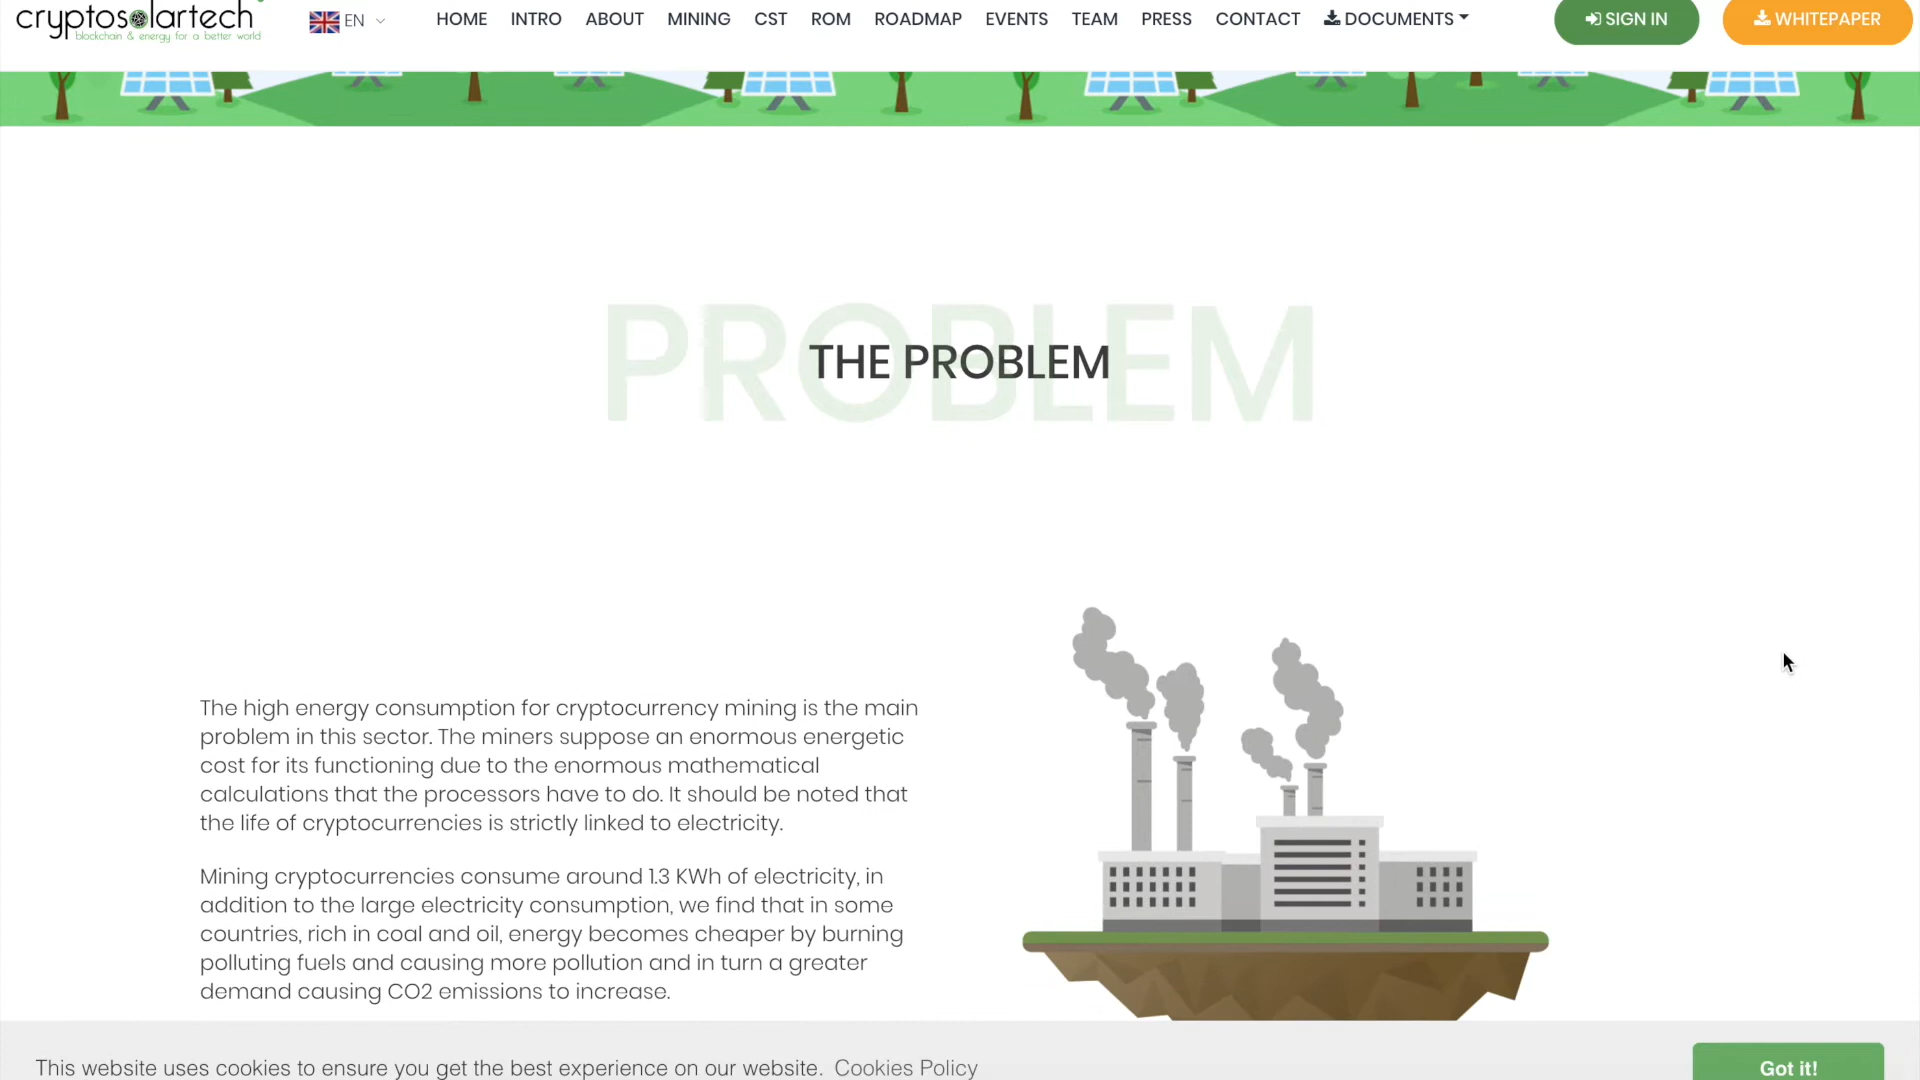 cryptosolartech
blockchain & energy for a better world
EN
HOME INTRO ABOUT MINING CST ROM ROADMAP EVENTS TEAM PRESS CONTACT DOCUMENTS
SIGN IN
WHITEPAPER
PROBLEM
THE PROBLEM
The high energy consumption for cryptocurrency mining is the main
problem in this sector. The miners suppose an enormous energetic
cost for its functioning due to the enormous mathematical
calculations that the processors have to do. It should be noted that
the life of cryptocurrencies is strictly linked to electricity.
Mining cryptocurrencies consume around 1.3 KWh of electricity, in
addition to the large electricity consumption, we find that in some
countries, rich in coal and oil, energy becomes cheaper by burning
polluting fuels and causing more pollution and in turn a greater
demand causing CO2 emissions to increase.
This website uses cookies to ensure you get the best experience on our website. Cookies Policy
Got it!